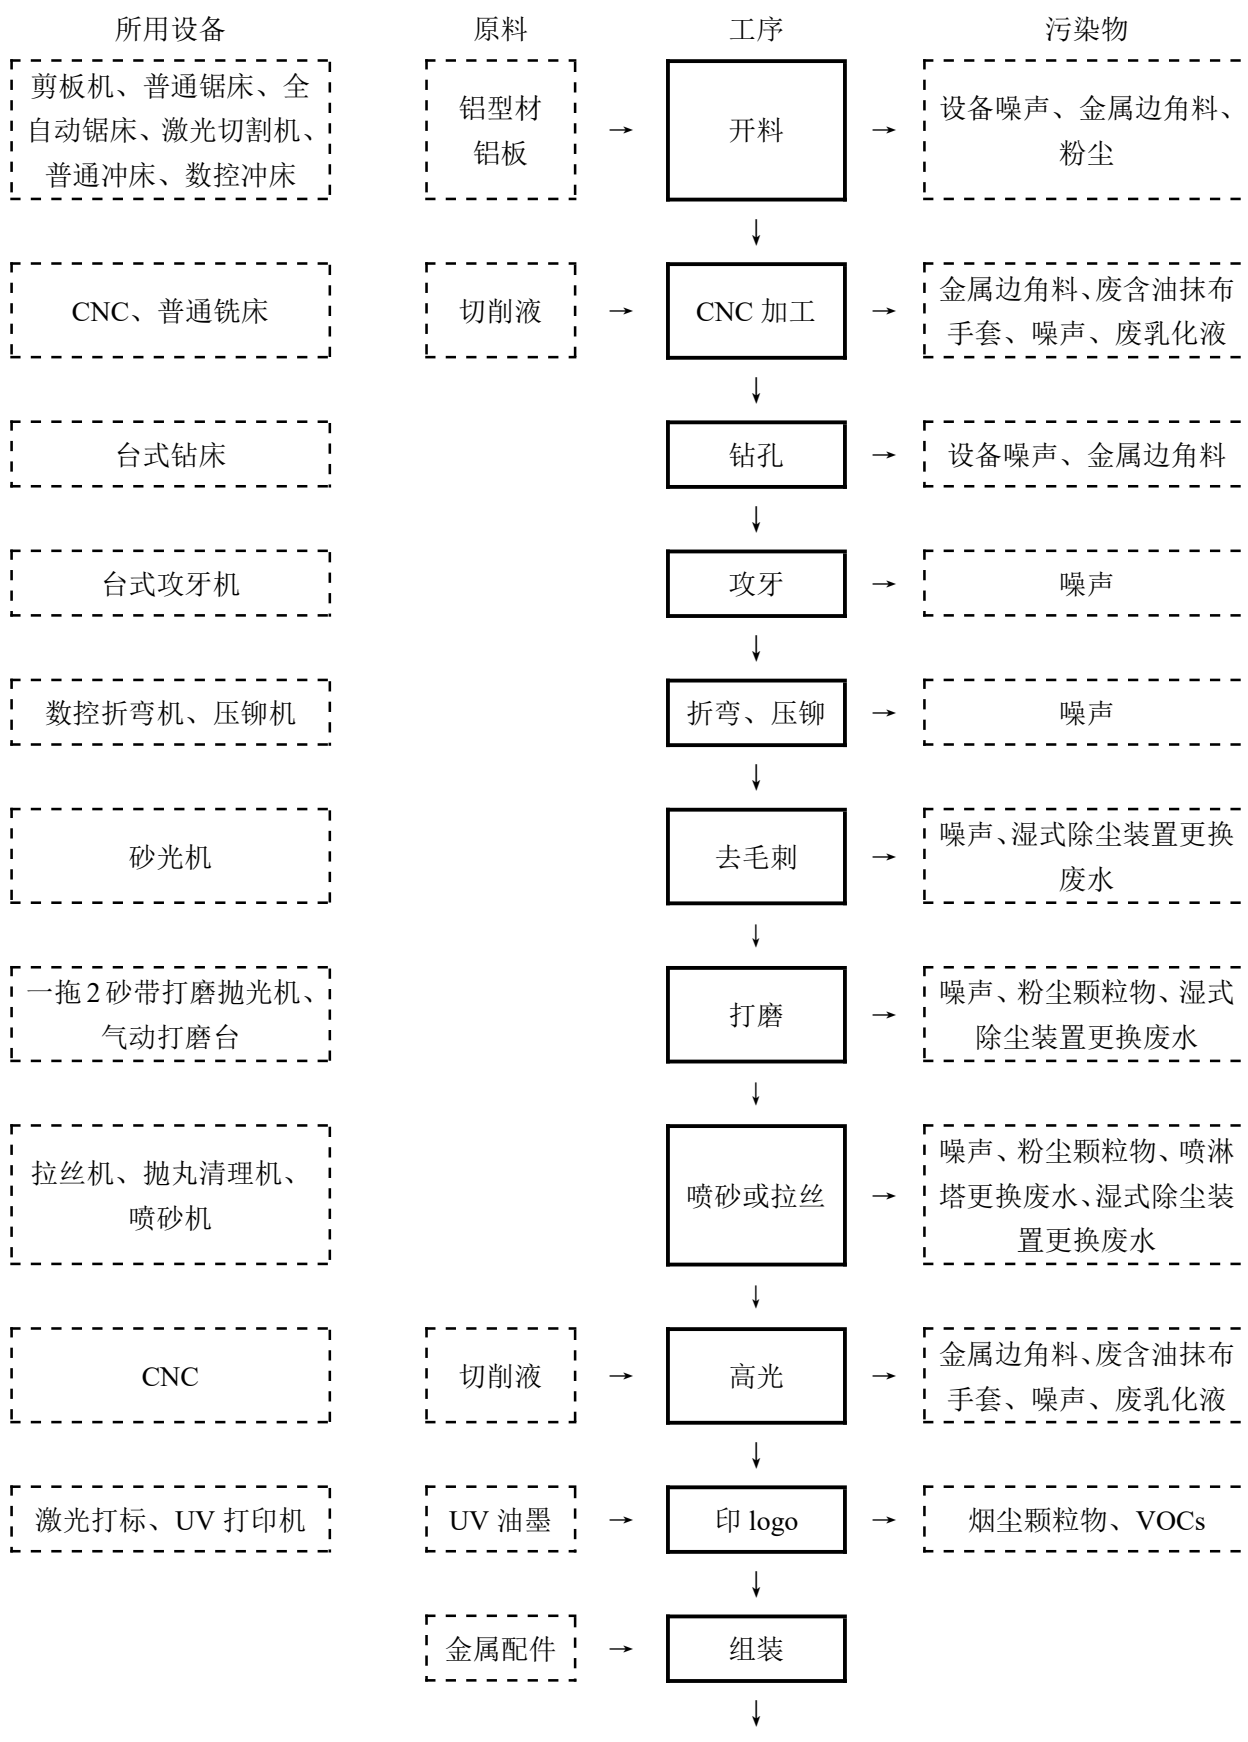 所用设备 原料 工序 污染物
剪板机、普通锯床、全
自动锯床、激光切割机、
普通冲床、数控冲床
铝型材
铝板
→
开料
→
设备噪声、金属边角料、
粉尘
↓
CNC、普通铣床
切削液
→
CNC 加工
→
金属边角料、废含油抹布
手套、噪声、废乳化液
↓
台式钻床
钻孔
→
设备噪声、金属边角料
↓
台式攻牙机
攻牙
→
噪声
↓
数控折弯机、压铆机
折弯、压铆
→
噪声
↓
砂光机
去毛刺
→
噪声、湿式除尘装置更换
废水
↓
一拖 2 砂带打磨抛光机、
气动打磨台
打磨
→
噪声、粉尘颗粒物、湿式
除尘装置更换废水
↓
拉丝机、抛丸清理机、
喷砂机
喷砂或拉丝
→
噪声、粉尘颗粒物、喷淋
塔更换废水、湿式除尘装
置更换废水
↓
CNC
切削液
→
高光
→
金属边角料、废含油抹布
手套、噪声、废乳化液
↓
激光打标、UV 打印机
UV 油墨
→
印 logo
→
烟尘颗粒物、VOCs
↓
金属配件
→
组装
↓